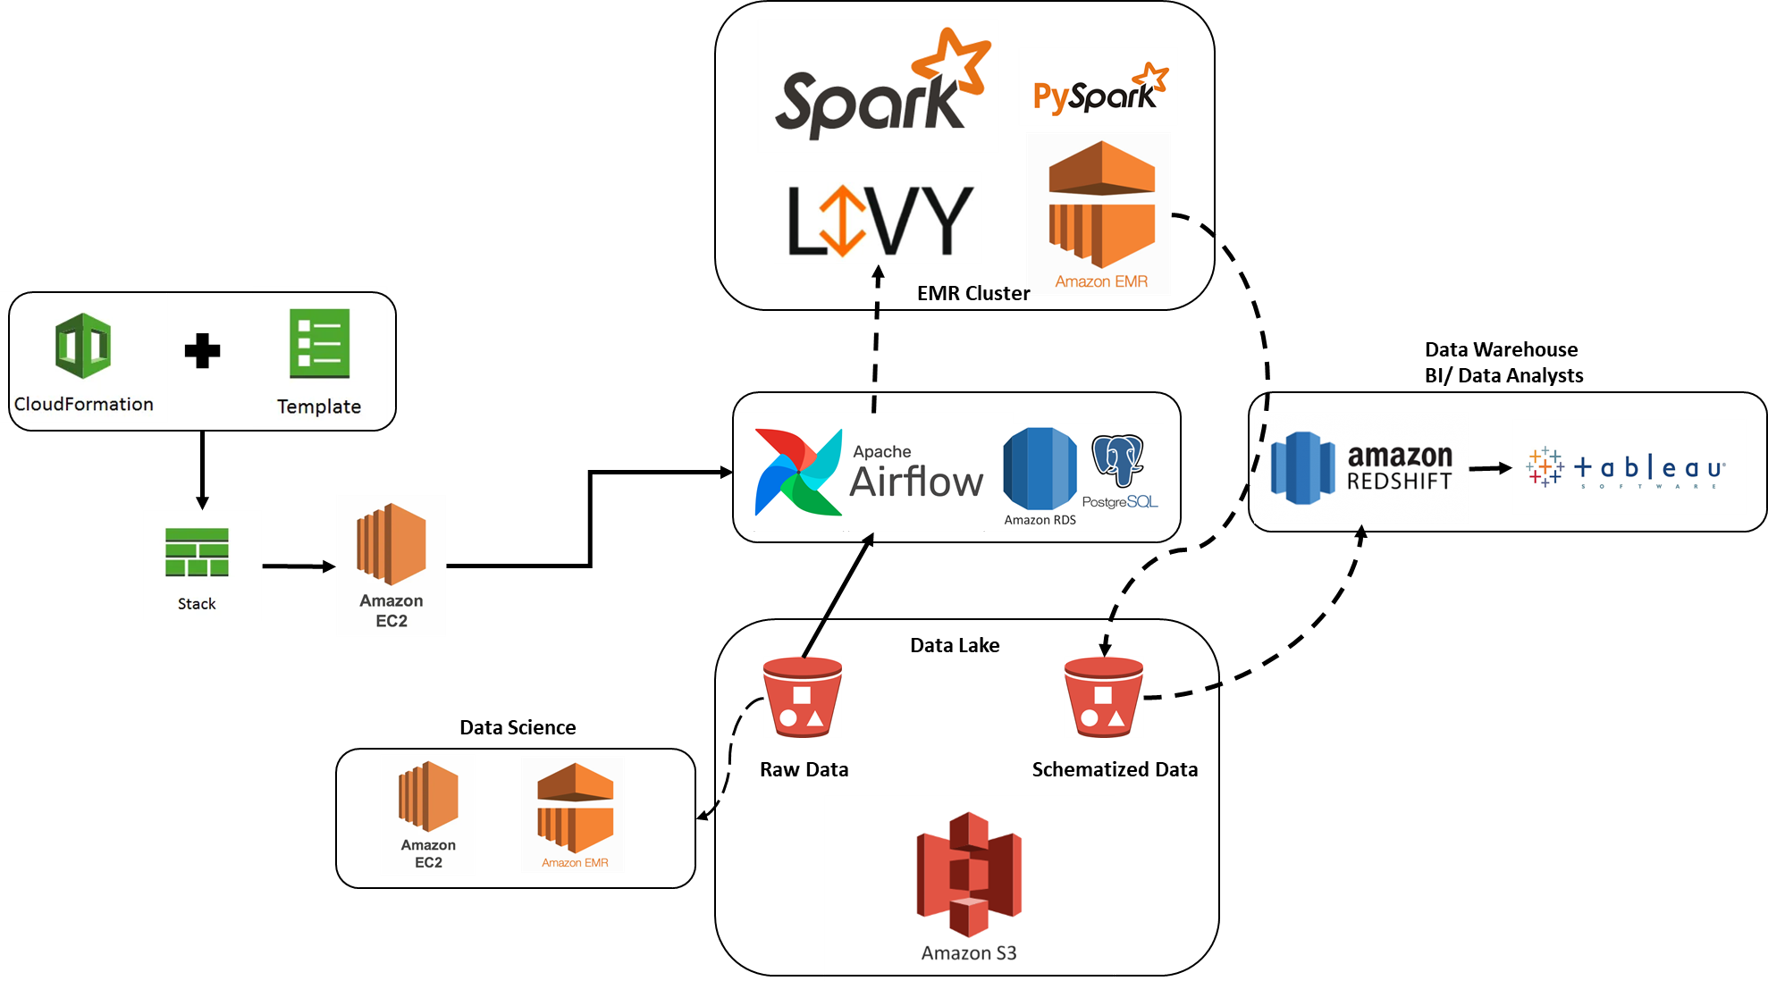 Spark
PySpark
LIVY
Amazon EMR
EMR Cluster
CloudFormation
Template
Data Warehouse
BI/ Data Analysts
Apache
Airflow
Amazon RDS
PostgreSQL
amazon
REDSHIFT
tableau
SOFTWARE
Stack
Amazon
EC2
Data Lake
Raw Data
Schematized Data
Data Science
Amazon
EC2
Amazon EMR
Amazon S3